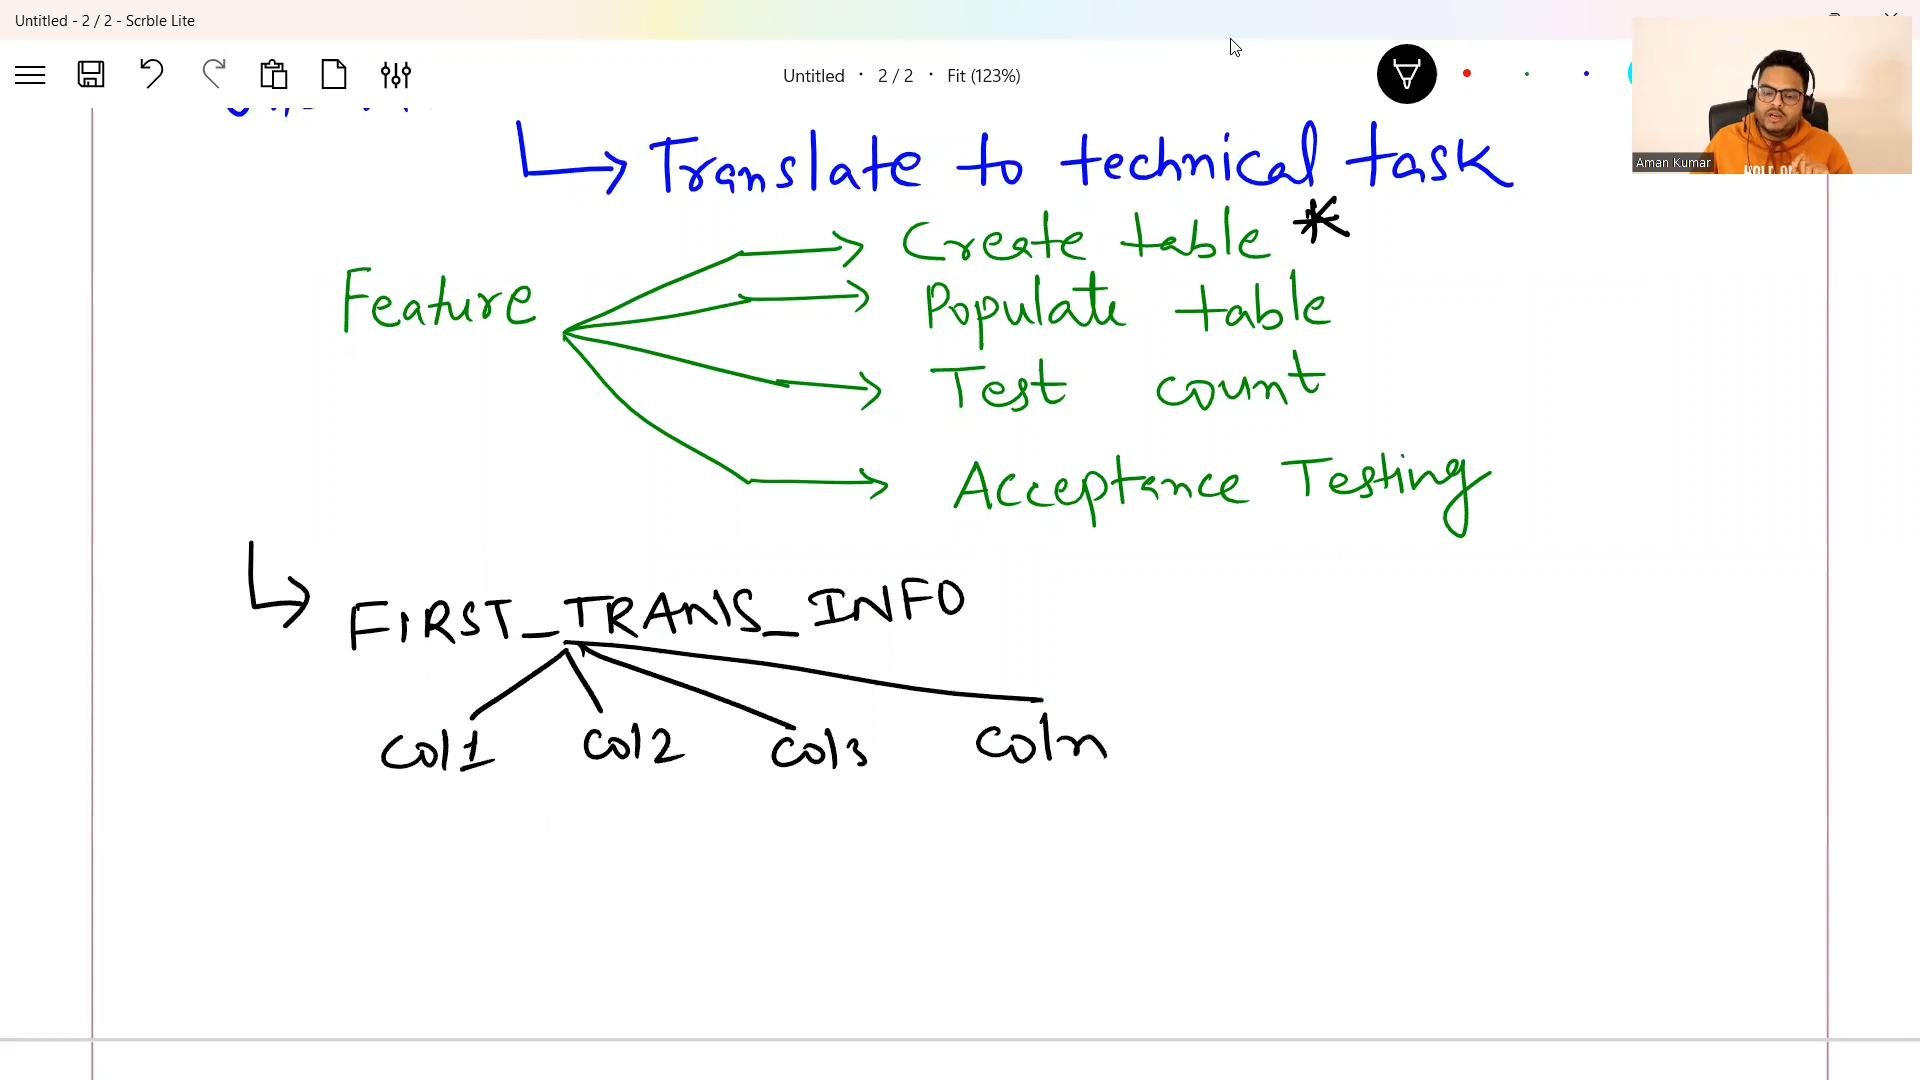 Untitled - 2 / 2 - Scrble Lite
Untitled • 2 / 2 • Fit (123%)
Aman Kumar
Translate to technical task
Create table *
Feature
Populate table
Test count
Acceptance Testing
FIRST_TRANS_INFO
Col1 Col2 Col3 Coln